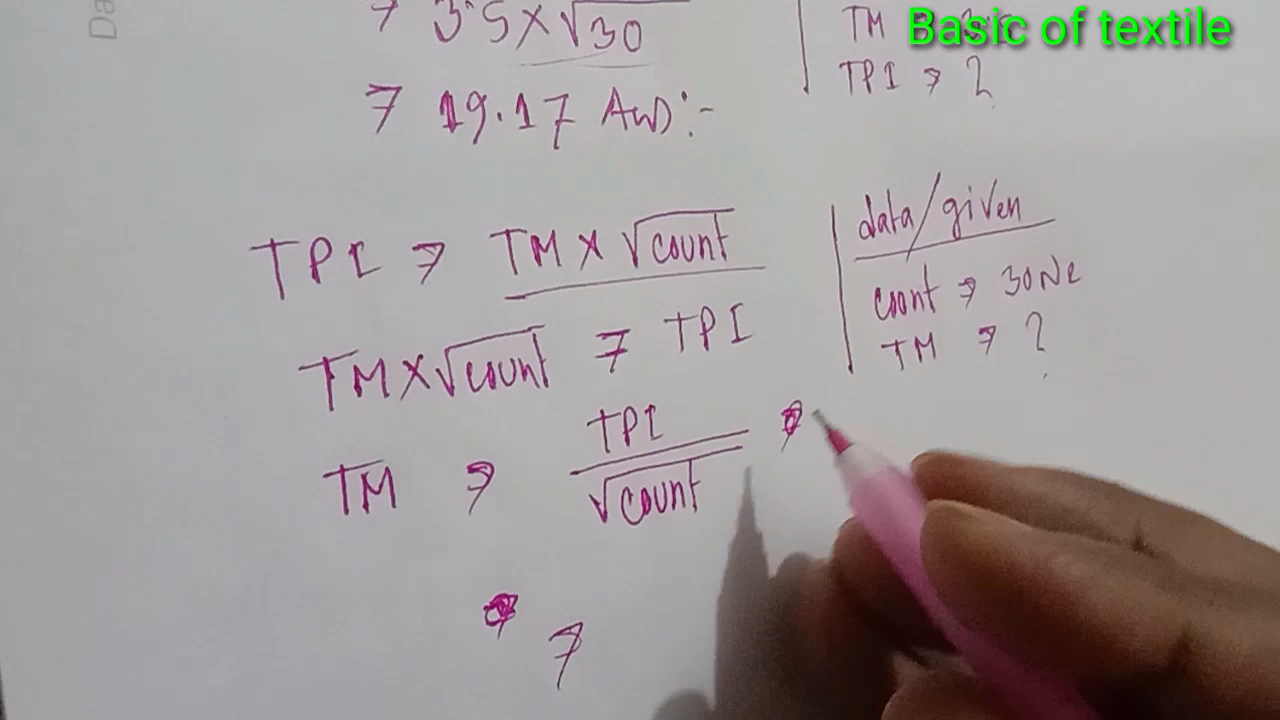 Da
⇒ 3.5×√30
⇒ 19.17 Ans:-
TM
TPI ⇒ ?
Basic of textile
TPI ⇒ TM × √count
TM×√count ⇒ TPI
TM ⇒ TPI
√count
⇒
data/given
count ⇒ 30Ne
TM ⇒ ?